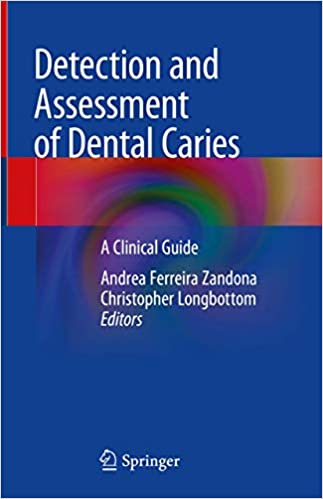 Detection and
Assessment
of Dental Caries
A Clinical Guide
Andrea Ferreira Zandona
Christopher Longbottom
Editors
Springer